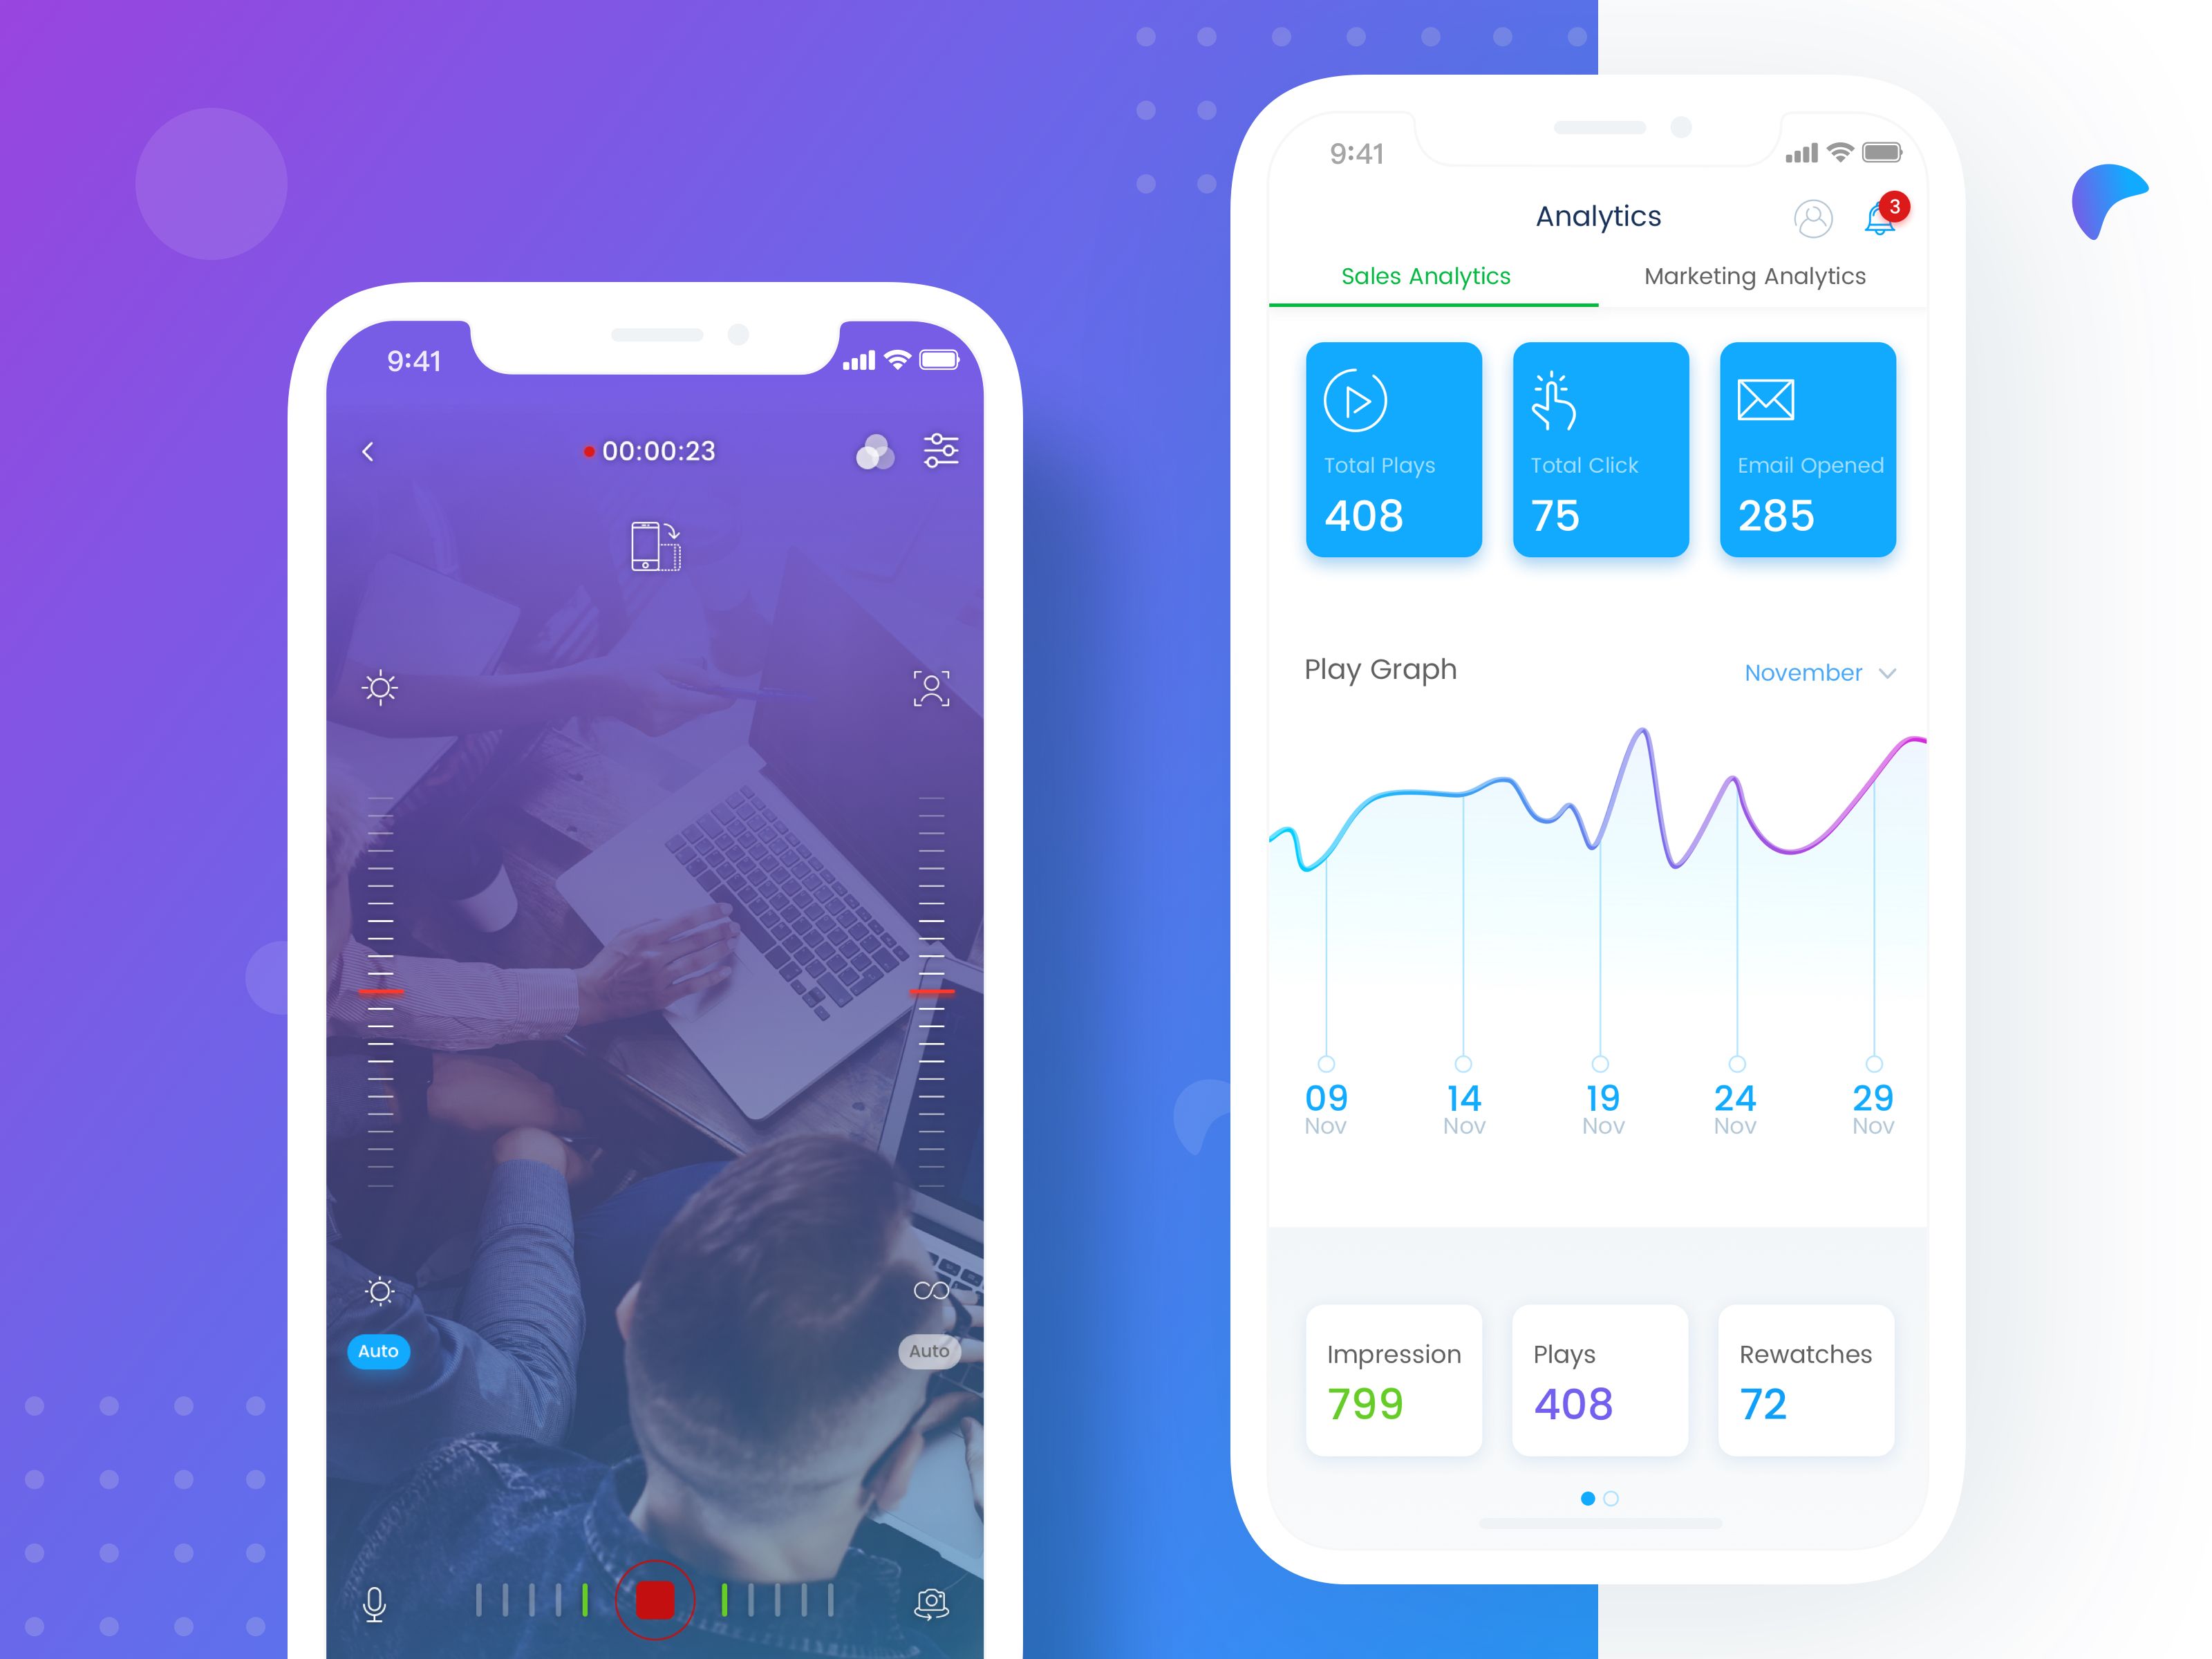 9:41
00:00:23
Auto
Auto
9:41
Analytics
3
Sales Analytics
Marketing Analytics
Total Plays
408
Total Click
75
Email Opened
285
Play Graph
November
09
Nov
14
Nov
19
Nov
24
Nov
29
Nov
Impression
799
Plays
408
Rewatches
72